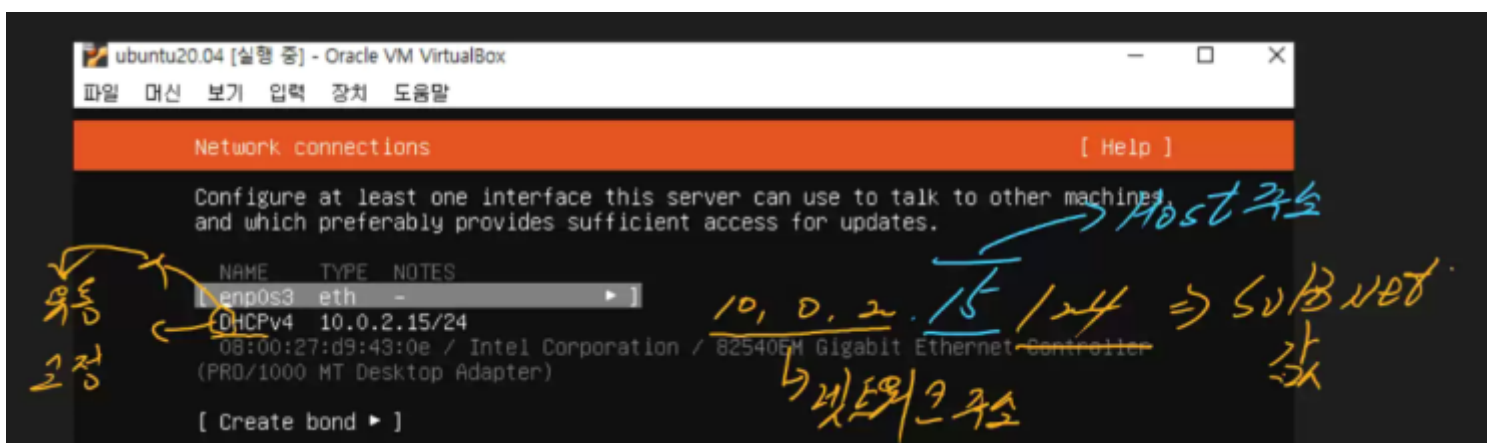 ubuntu20.04 [실행 중] - Oracle VM VirtualBox
파일 머신 보기 입력 장치 도움말
Network connections [ Help ]
Configure at least one interface this server can use to talk to other machines,
and which preferably provides sufficient access for updates.
Host 주소
NAME TYPE NOTES
[ enp0s3 eth - ▸ ]
유동
DHCPv4 10.0.2.15/24
10, 0, 2.15 /24 ⇒ SUBNET
값
08:00:27:d9:43:0e / Intel Corporation / 82540EM Gigabit Ethernet Controller
고정
(PRO/1000 MT Desktop Adapter)
네트워크 주소
[ Create bond ▸ ]